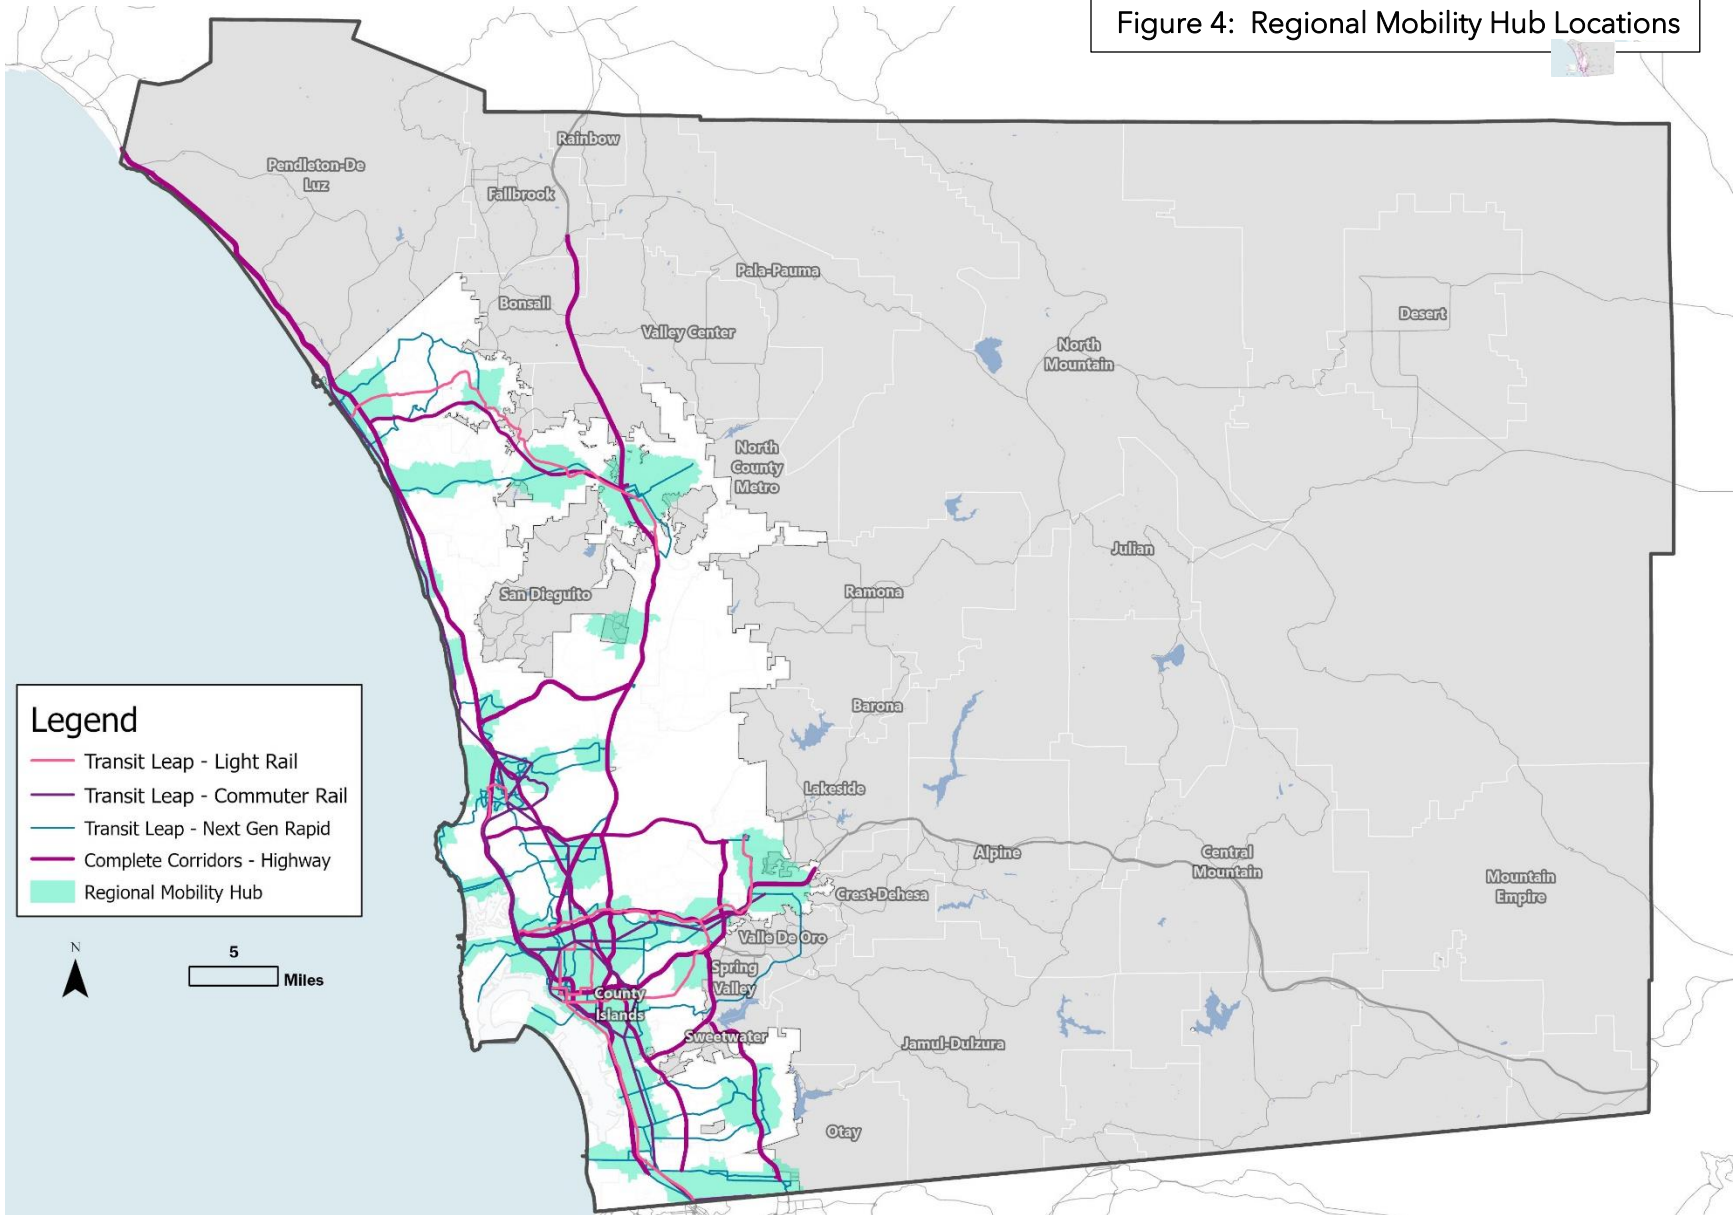 Figure 4:  Regional Mobility Hub Locations
Rainbow
Pendleton-De
Luz
Fallbrook
Pala-Pauma
Bonsall
Desert
Valley Center
North
Mountain
North
County
Metro
Julian
San Dieguito
Ramona
Barona
Lakeside
Alpine
Central
Mountain
Crest-Dehesa
Mountain
Empire
Valle De Oro
Spring
Valley
County
Islands
Sweetwater
Jamul-Dulzura
Otay
Legend
Transit Leap - Light Rail
Transit Leap - Commuter Rail
Transit Leap - Next Gen Rapid
Complete Corridors - Highway
Regional Mobility Hub
N
5
Miles